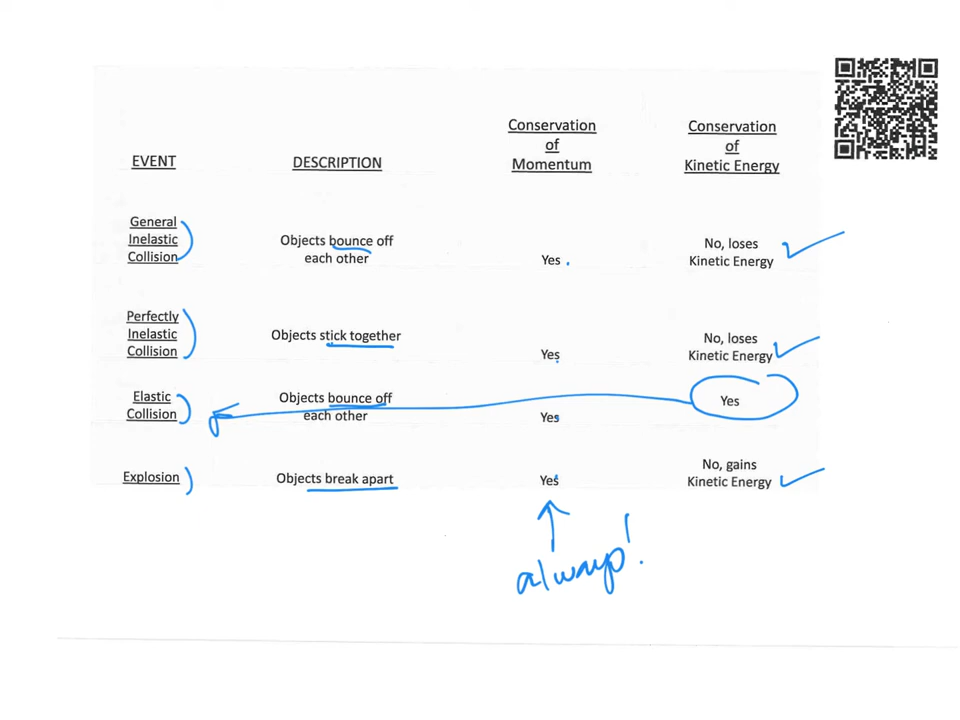 Conservation
of
Momentum
Conservation
of
Kinetic Energy
EVENT
DESCRIPTION
General
Inelastic
Collision
Objects bounce off
each other
Yes
No, loses
Kinetic Energy
Perfectly
Inelastic
Collision
Objects stick together
Yes
No, loses
Kinetic Energy
Elastic
Collision
Objects bounce off
each other
Yes
Yes
Explosion
Objects break apart
Yes
No, gains
Kinetic Energy
always!